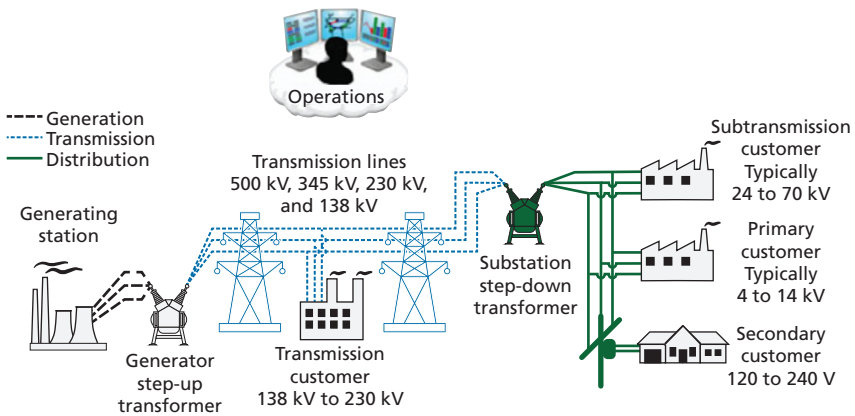 Operations
Generation
Transmission
Distribution
Transmission lines
500 kV, 345 kV, 230 kV,
and 138 kV
Subtransmission
customer
Typically
24 to 70 kV
Generating
station
Primary
customer
Typically
4 to 14 kV
Substation
step-down
transformer
Secondary
customer
120 to 240 V
Generator
step-up
transformer
Transmission
customer
138 kV to 230 kV